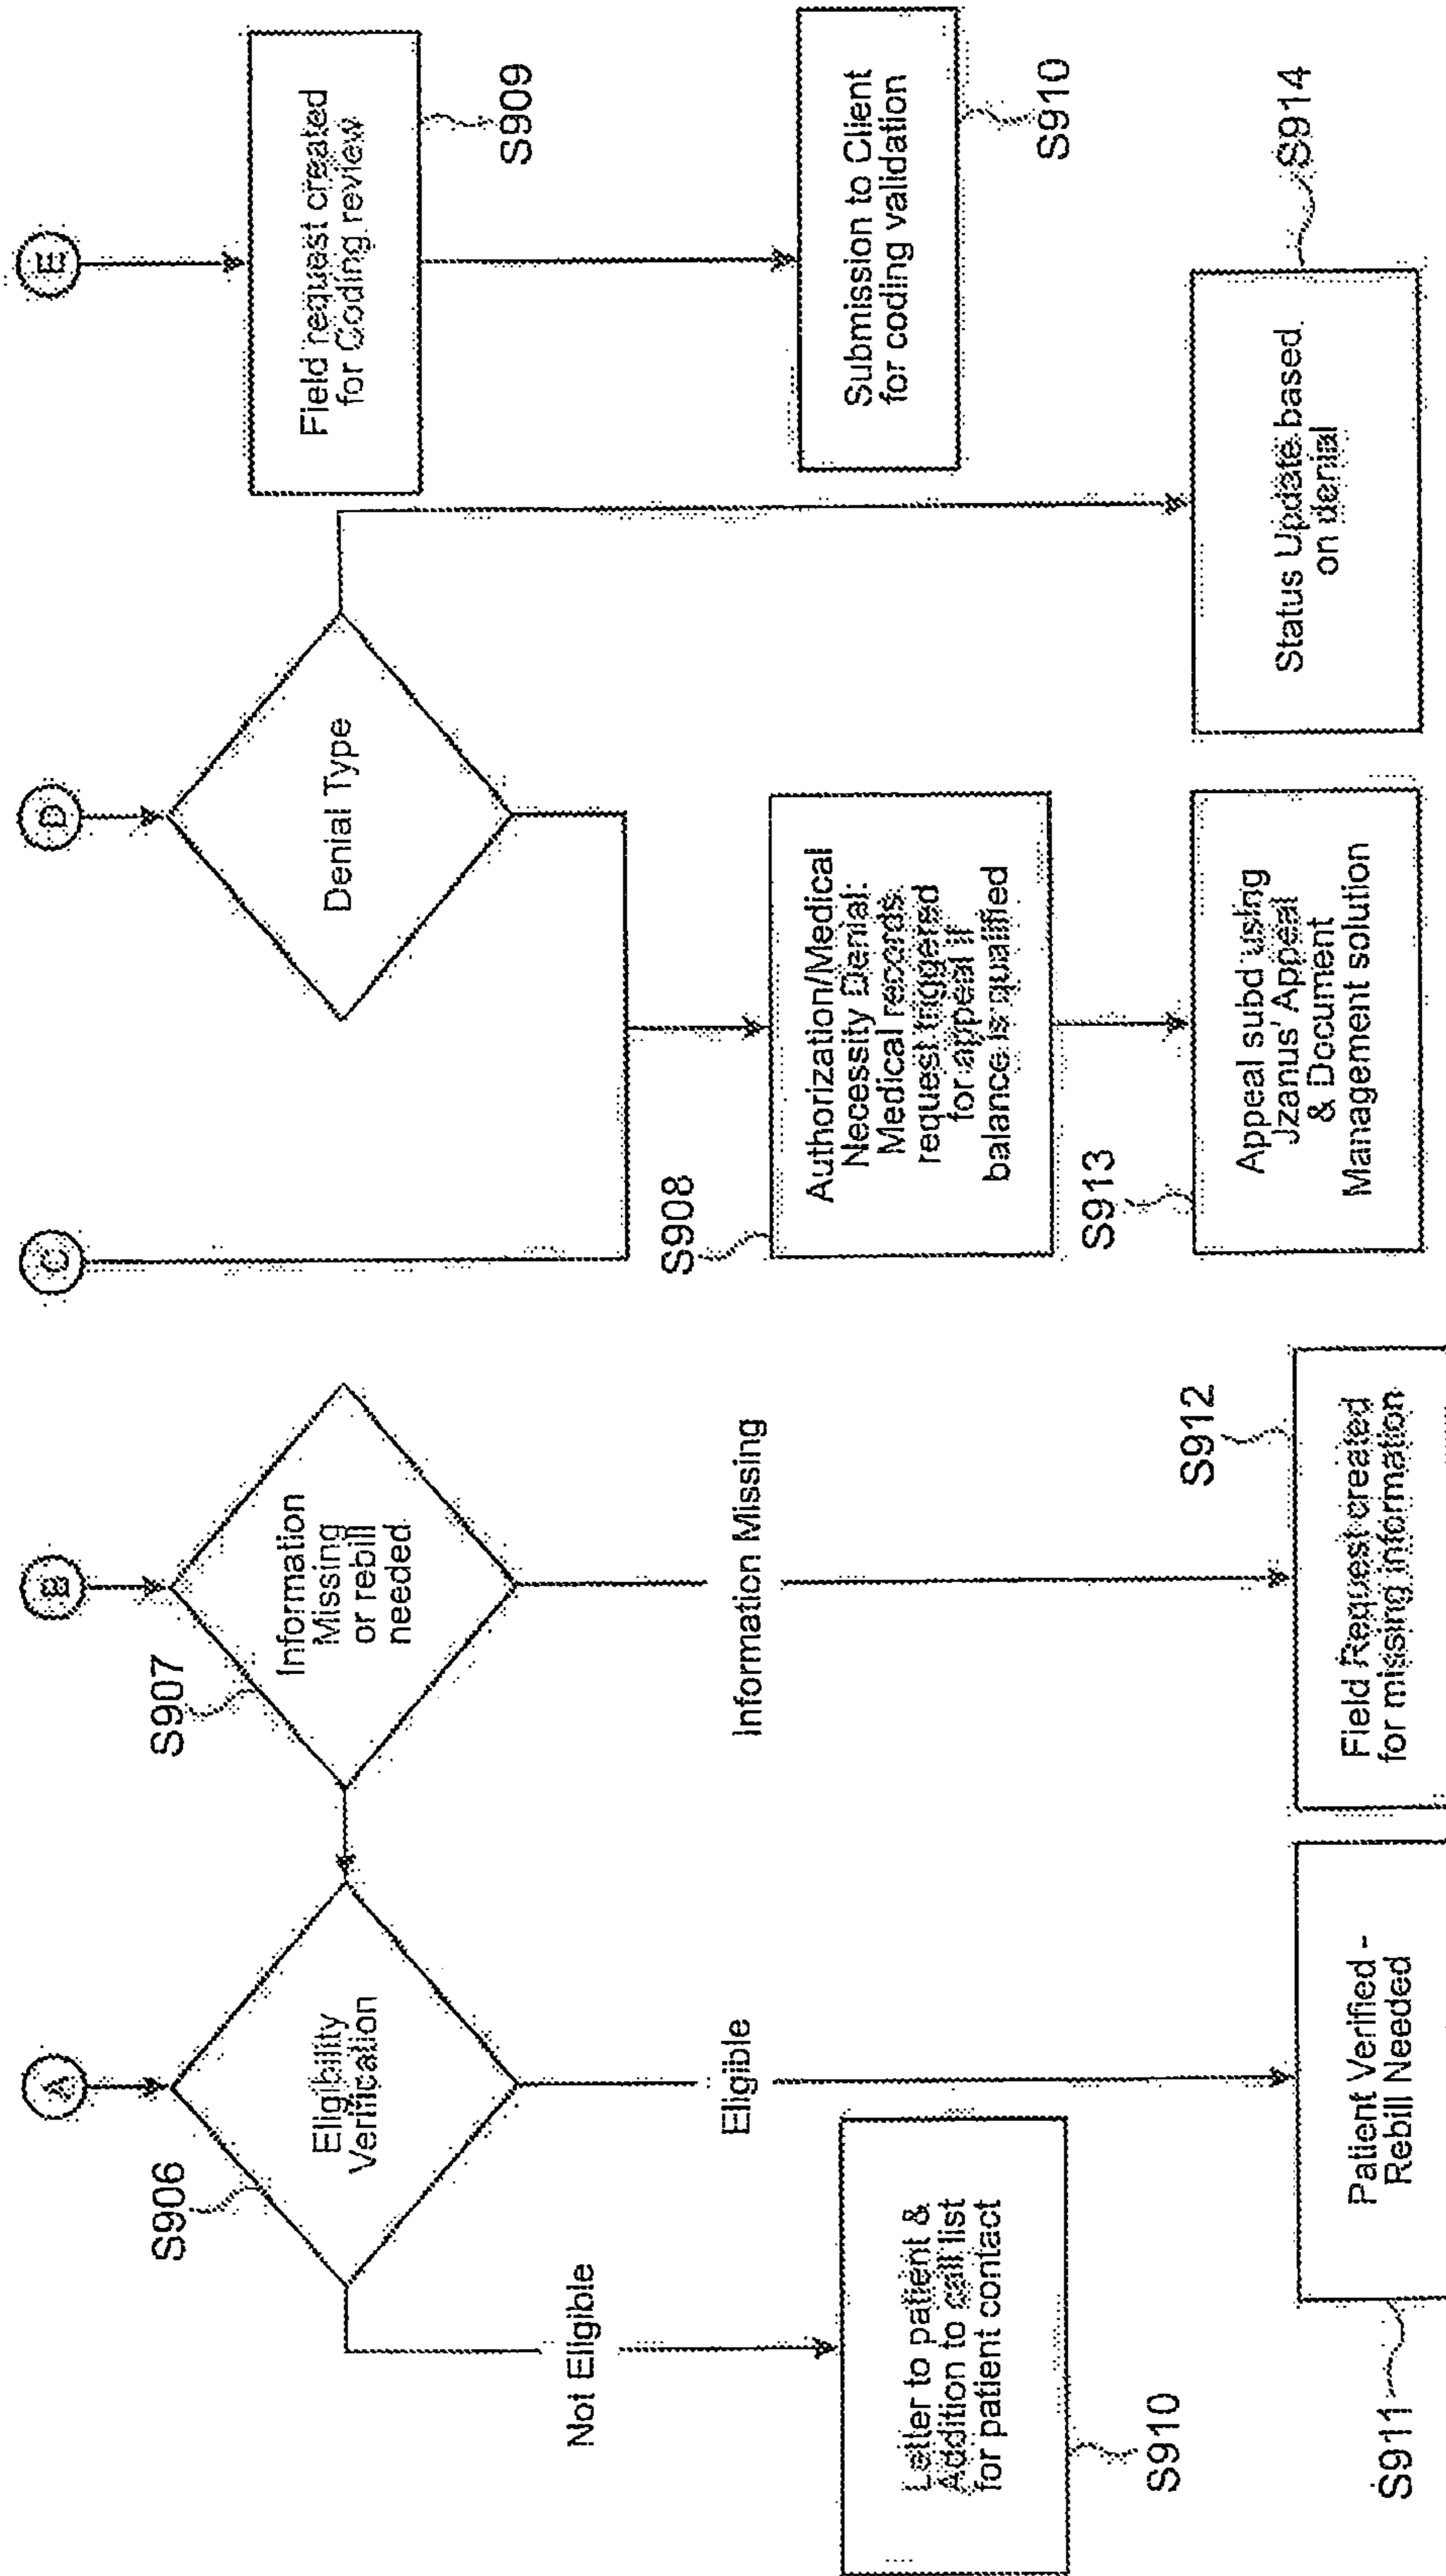 A
S906
Eligibility
Verification
Not Eligible
Letter to patient &
Addition to call list
for patient contact
S910
Eligible
Patient Verified -
Rebill Needed
S911
B
S907
Information
Missing
or rebill
needed
Information Missing
S912
Field Request created
for missing information
C
D
Denial Type
S908
Authorization/Medical
Necessity Denial:
Medical records
request triggered
for appeal if
balance is qualified
S913
Appeal subd using
Jzanus' Appeal
& Document
Management solution
Status Update based
on denial
S914
E
Field request created
for Coding review
S909
Submission to Client
for coding validation
S910